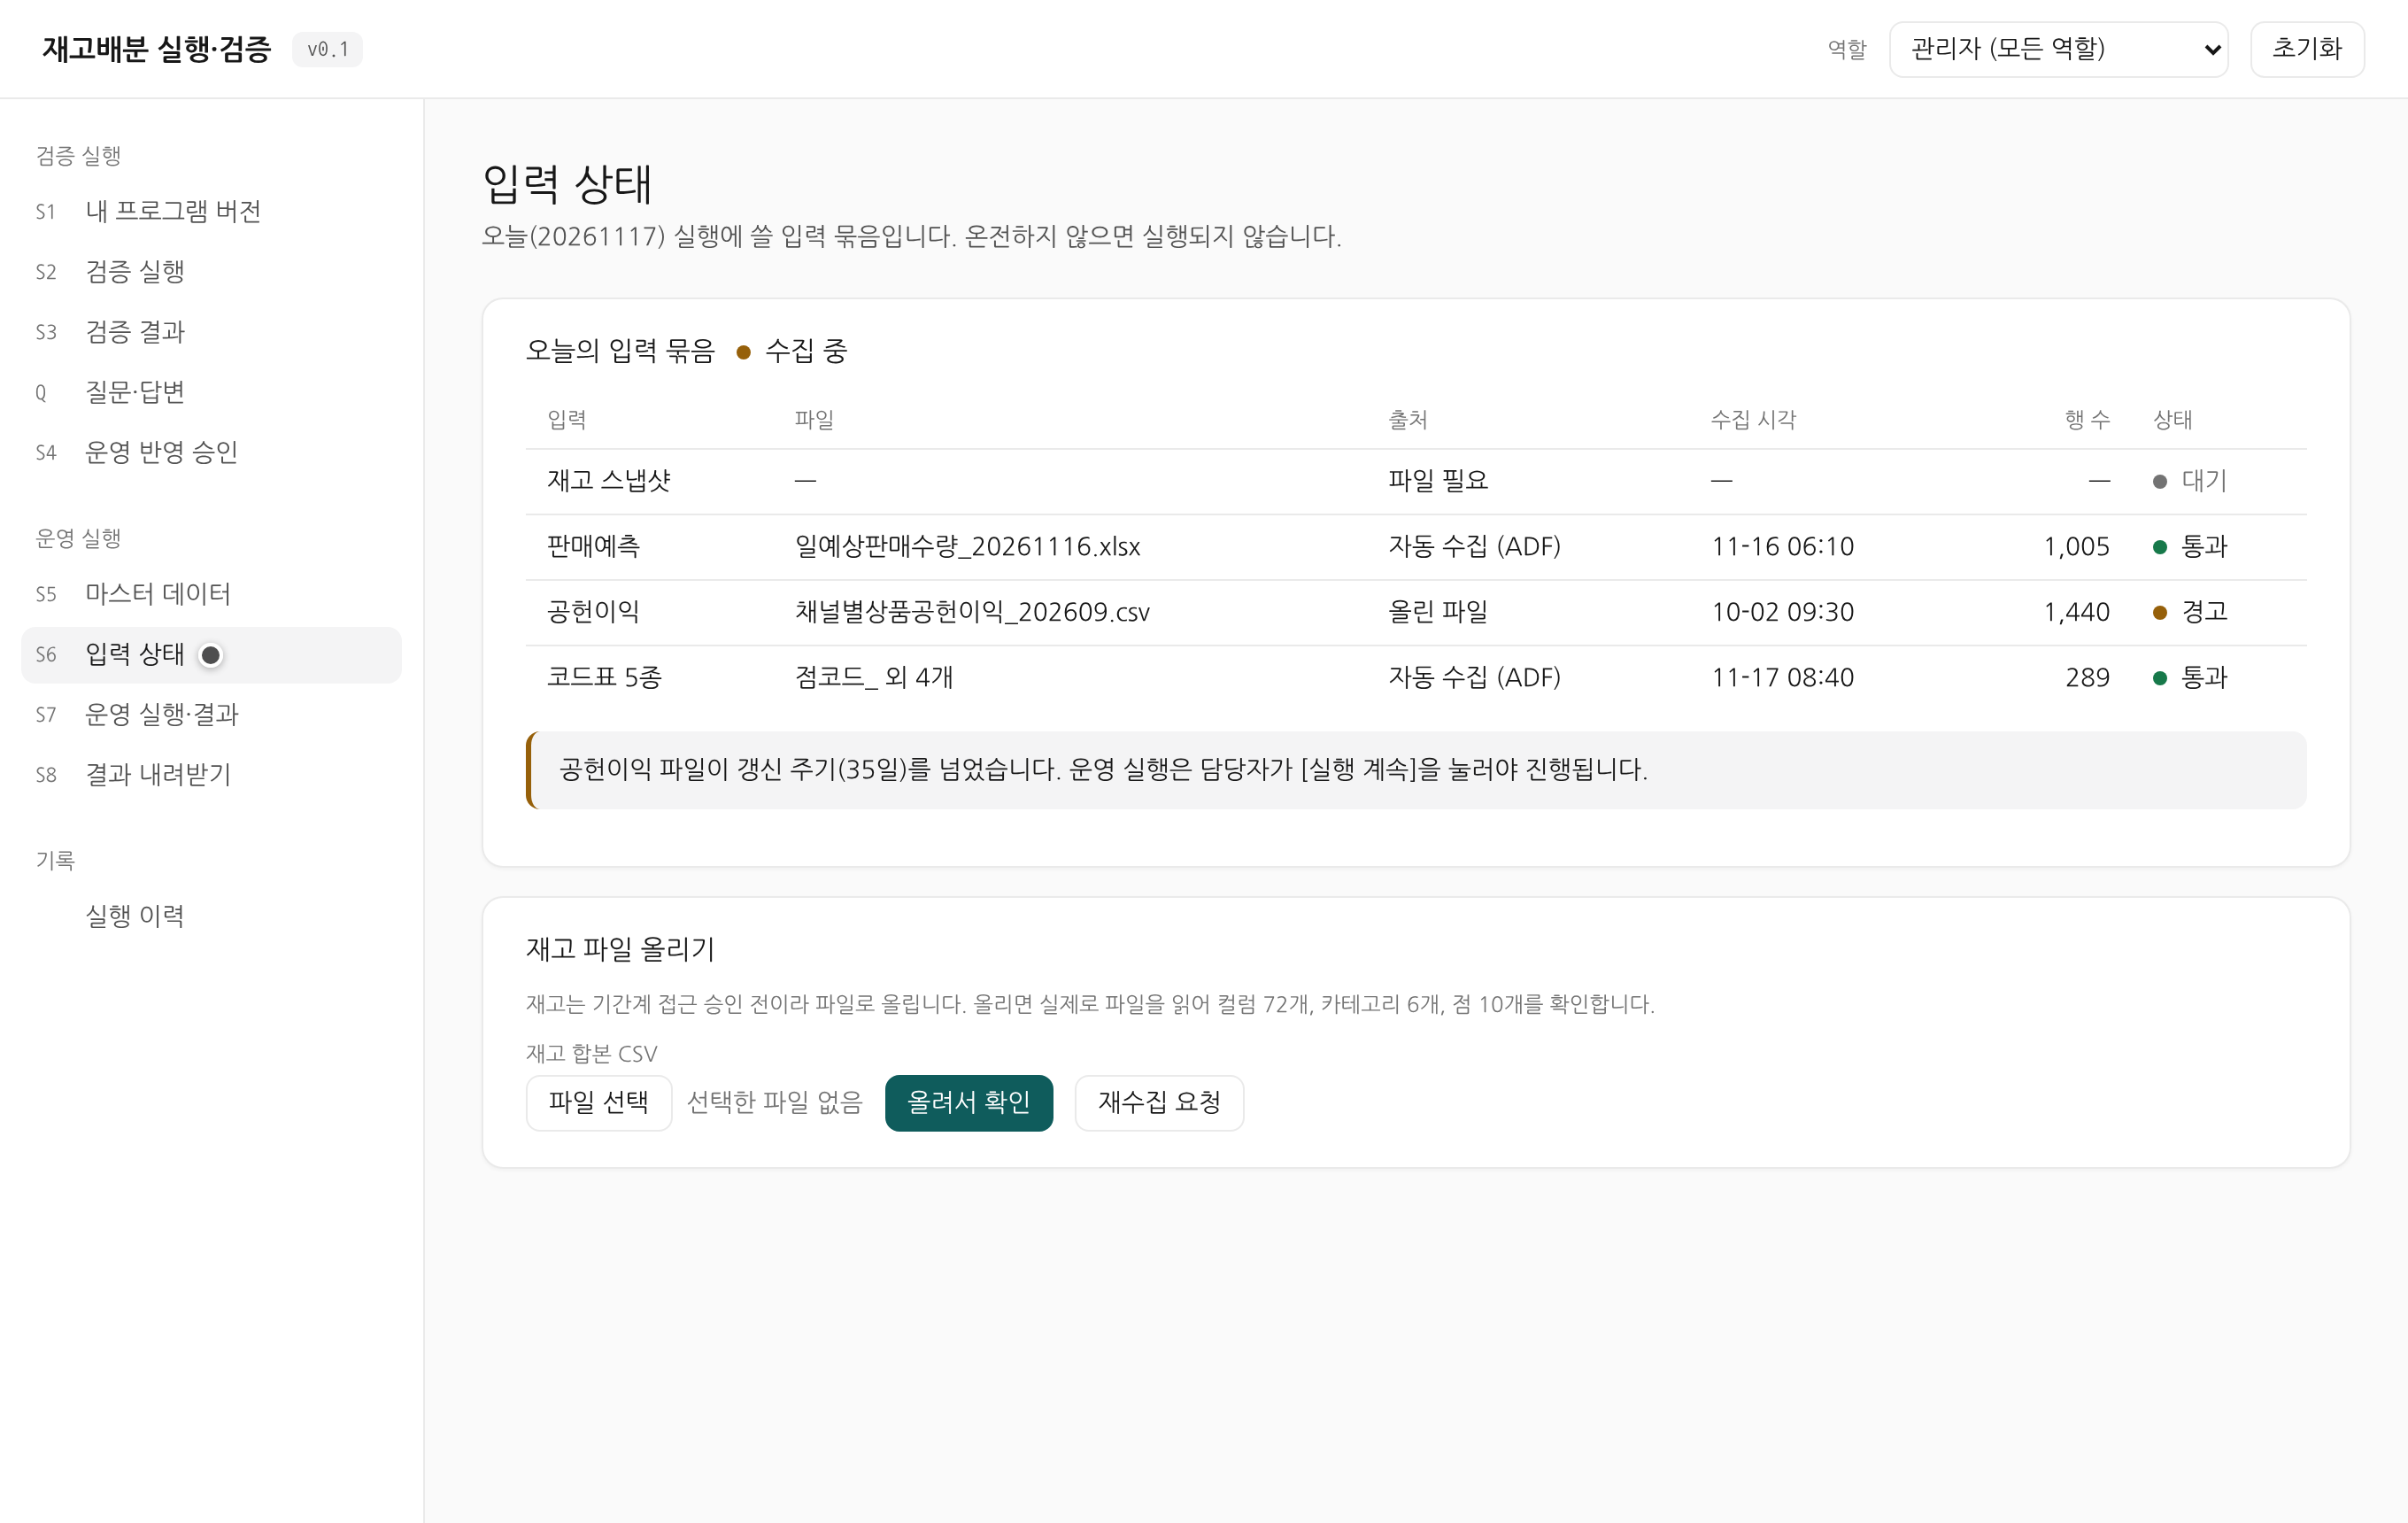 재고배분 실행·검증 v0.1 역할 관리자 (모든 역할) 초기화
검증 실행
S1 내 프로그램 버전
S2 검증 실행
S3 검증 결과
Q 질문·답변
S4 운영 반영 승인
운영 실행
S5 마스터 데이터
S6 입력 상태
S7 운영 실행·결과
S8 결과 내려받기
기록
실행 이력
입력 상태
오늘(20261117) 실행에 쓸 입력 묶음입니다. 온전하지 않으면 실행되지 않습니다.
오늘의 입력 묶음 수집 중
입력 파일 출처 수집 시각 행 수 상태
재고 스냅샷 — 파일 필요 — — 대기
판매예측 일예상판매수량_20261116.xlsx 자동 수집 (ADF) 11-16 06:10 1,005 통과
공헌이익 채널별상품공헌이익_202609.csv 올린 파일 10-02 09:30 1,440 경고
코드표 5종 점코드_ 외 4개 자동 수집 (ADF) 11-17 08:40 289 통과
공헌이익 파일이 갱신 주기(35일)를 넘었습니다. 운영 실행은 담당자가 [실행 계속]을 눌러야 진행됩니다.
재고 파일 올리기
재고는 기간계 접근 승인 전이라 파일로 올립니다. 올리면 실제로 파일을 읽어 컬럼 72개, 카테고리 6개, 점 10개를 확인합니다.
재고 합본 CSV
파일 선택 선택한 파일 없음 올려서 확인 재수집 요청